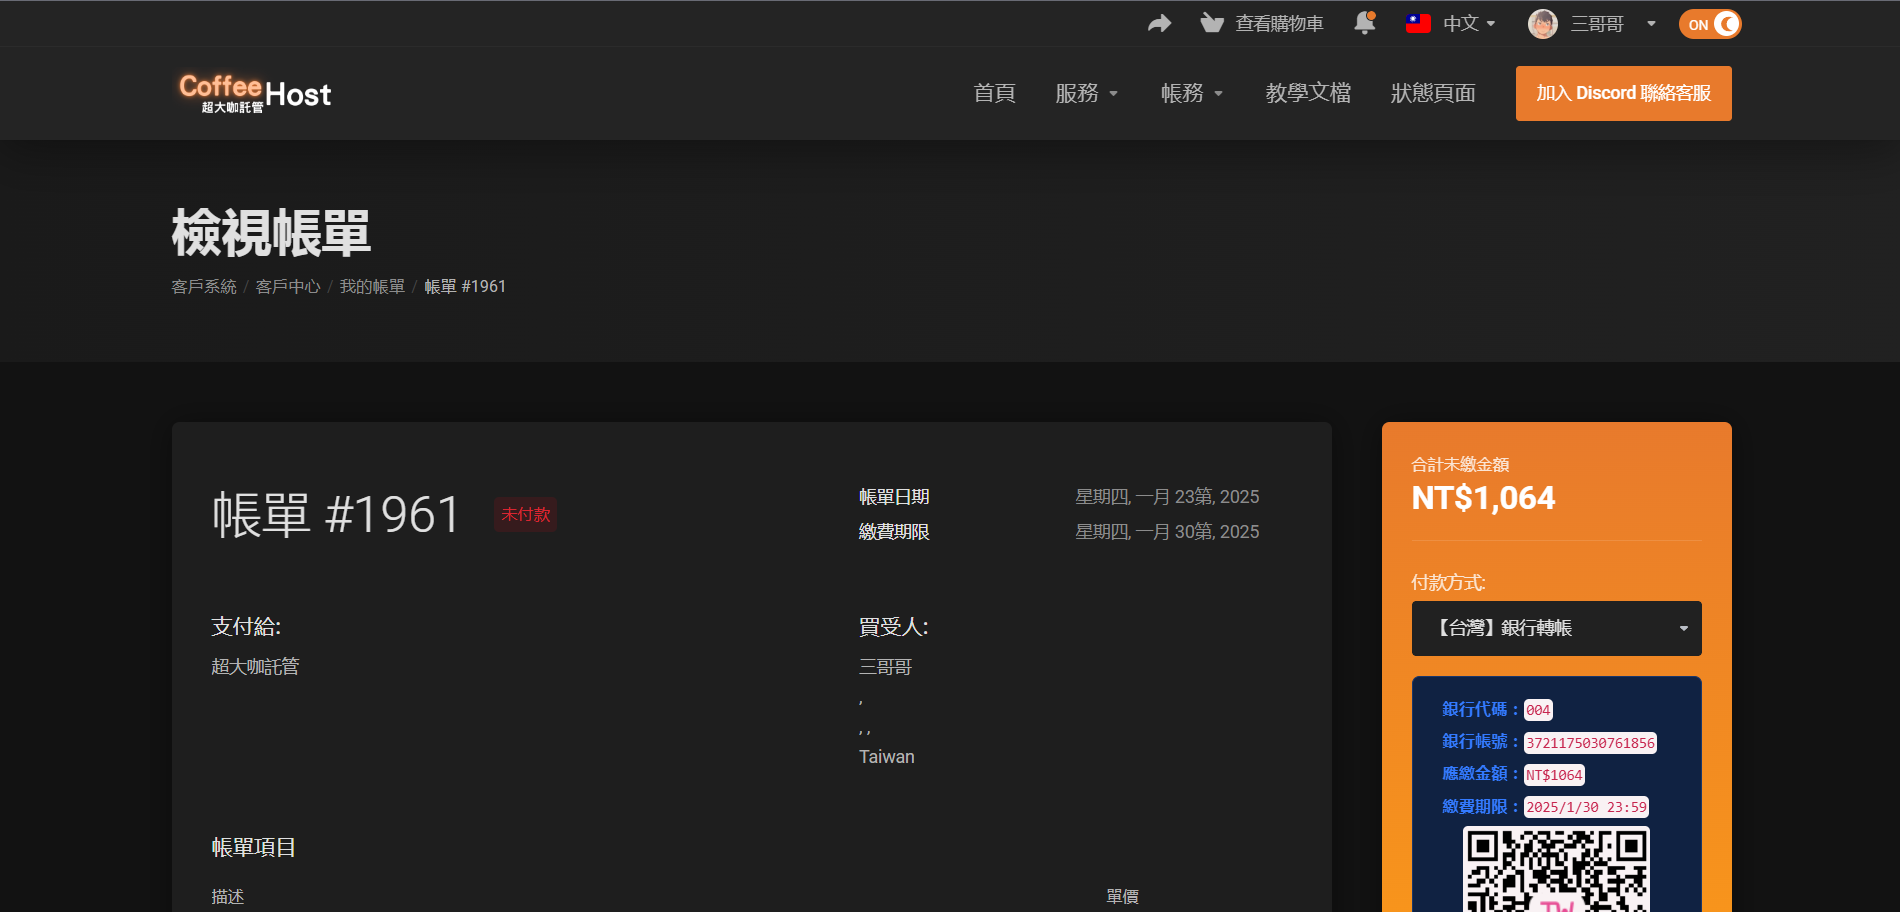 查看購物車
中文
三哥哥
ON
Coffee Host
超大咖託管
首頁
服務
帳務
教學文檔
狀態頁面
加入 Discord 聯絡客服
檢視帳單
客戶系統 / 客戶中心 / 我的帳單 / 帳單 #1961
帳單 #1961
未付款
帳單日期 星期四, 一月 23第, 2025
繳費期限 星期四, 一月 30第, 2025
支付給:
超大咖託管
買受人:
三哥哥
,
, ,
Taiwan
帳單項目
描述 單價
合計未繳金額
NT$1,064
付款方式:
【台灣】銀行轉帳
銀行代碼：004
銀行帳號：3721175030761856
應繳金額：NT$1064
繳費期限：2025/1/30 23:59